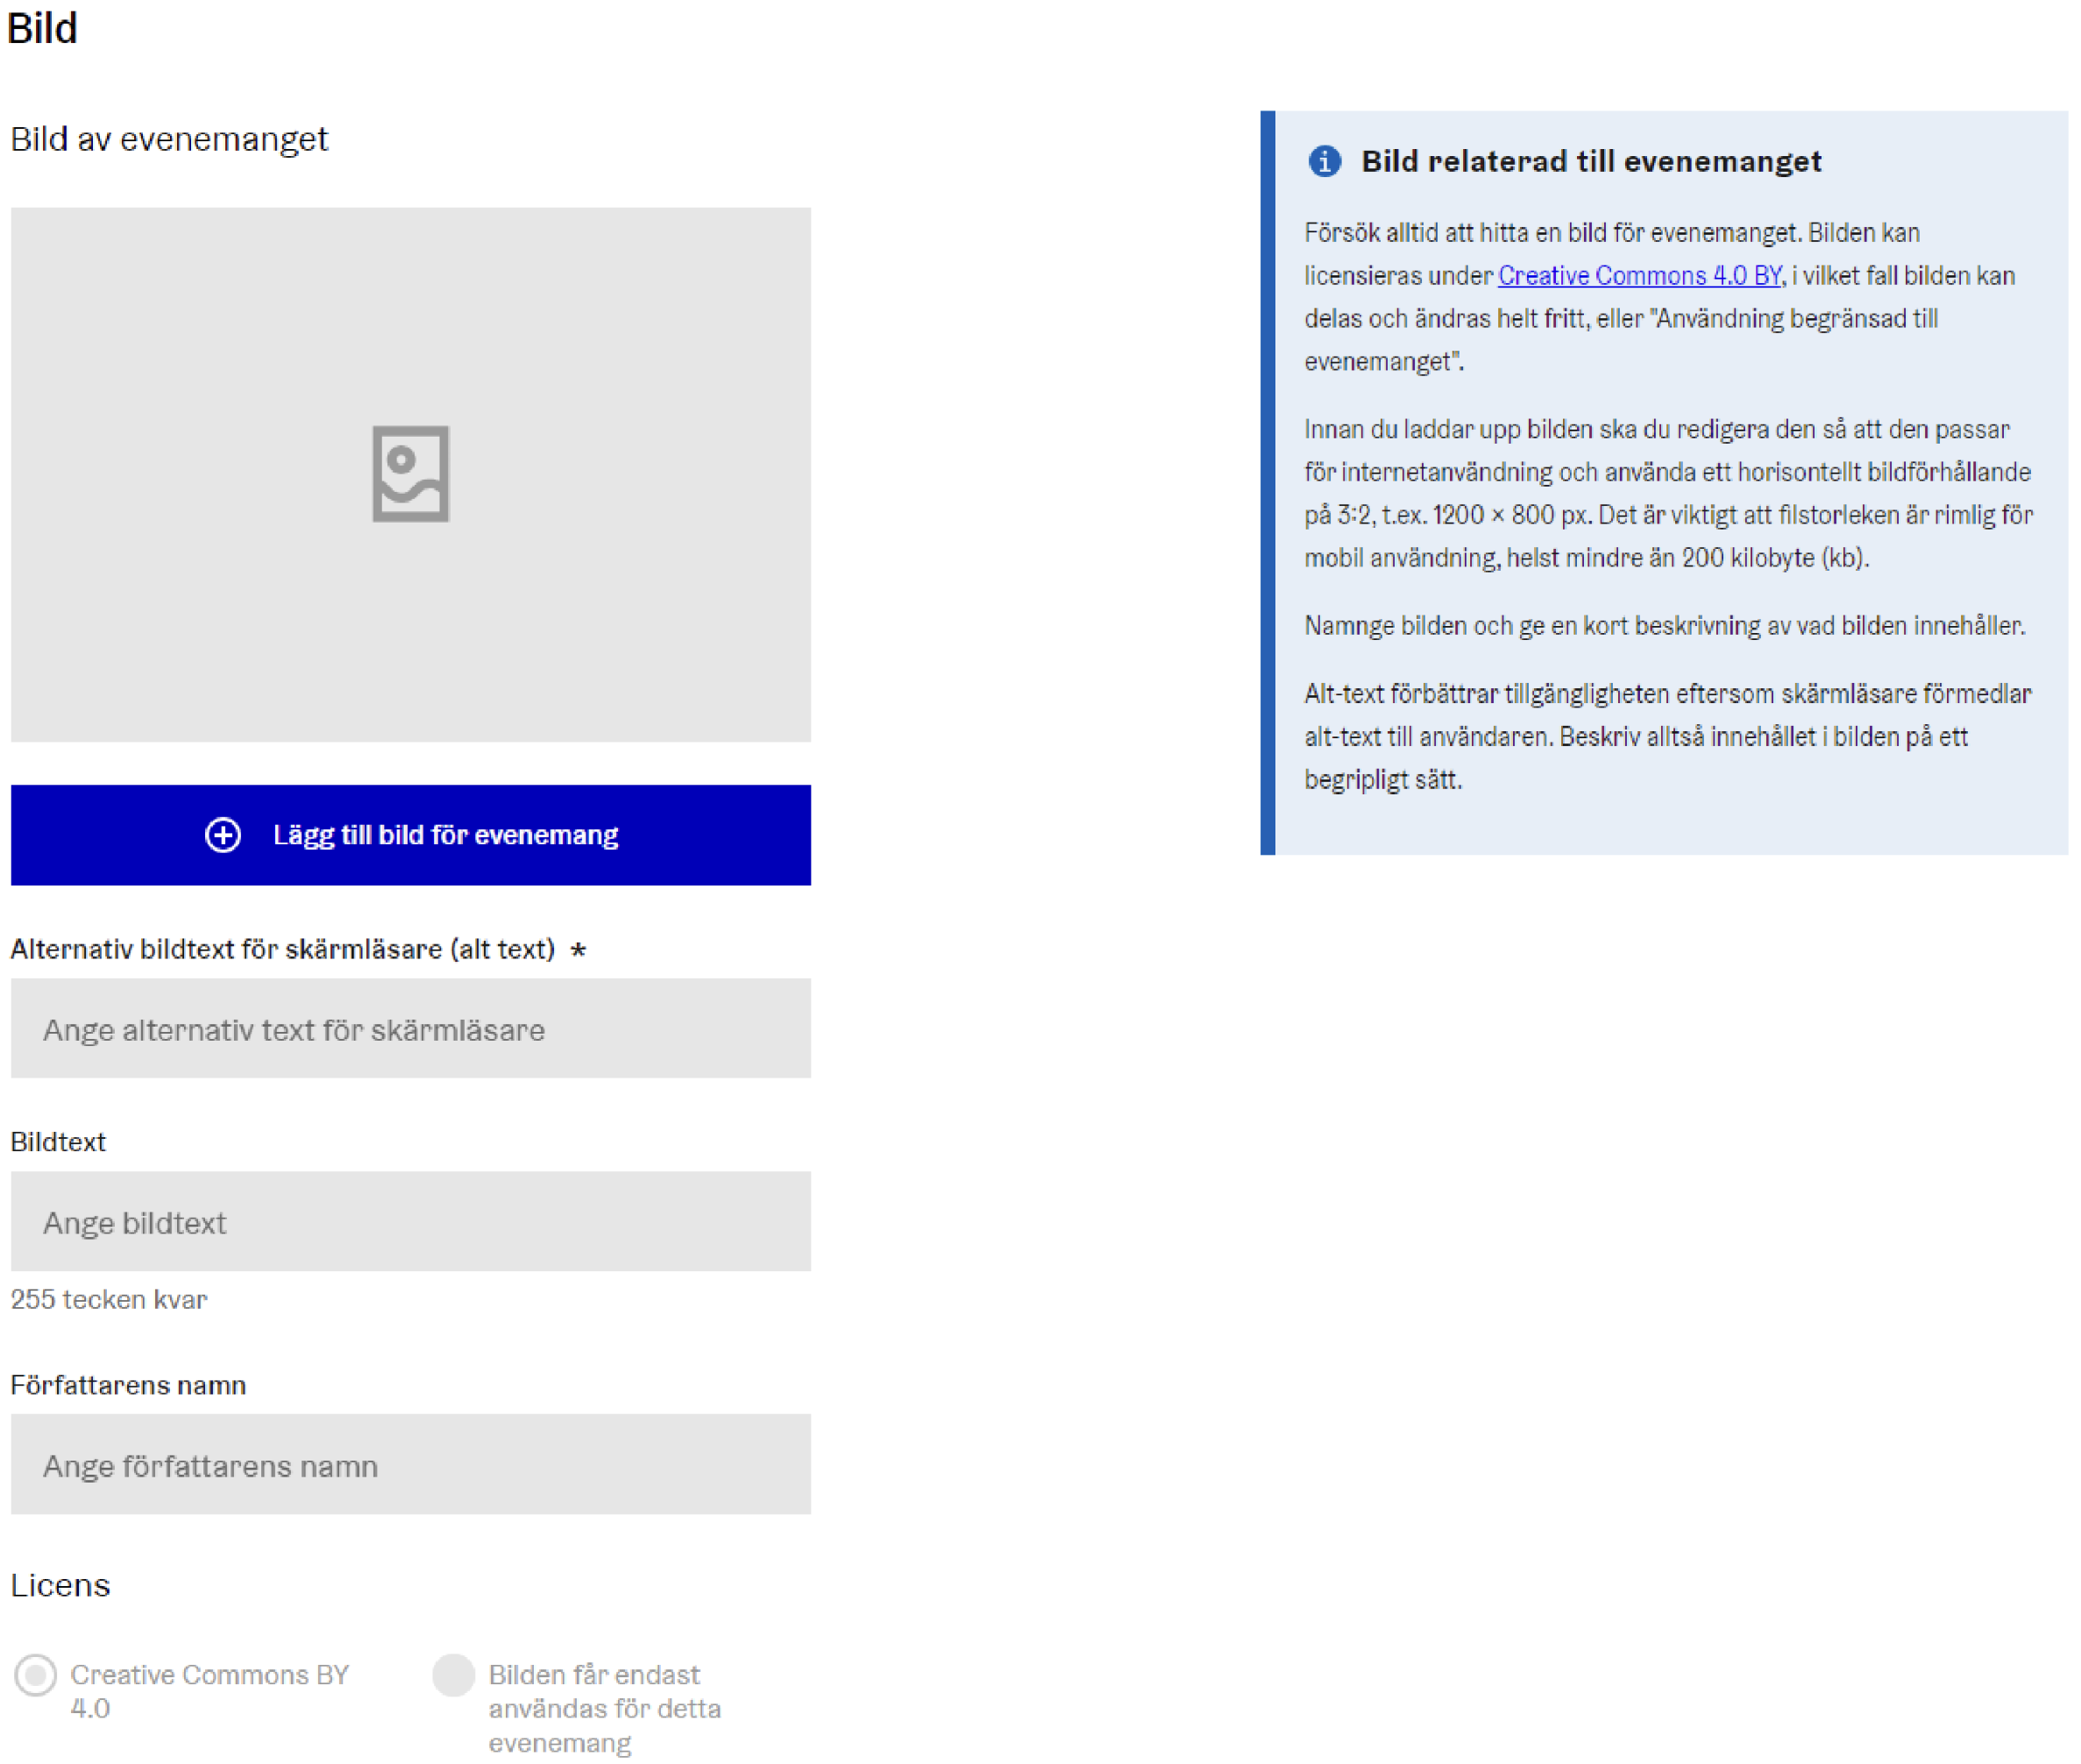 Bild
Bild av evenemanget
Lägg till bild för evenemang
Alternativ bildtext för skärmläsare (alt text) *
Ange alternativ text för skärmläsare
Bildtext
Ange bildtext
255 tecken kvar
Författarens namn
Ange författarens namn
Licens
Creative Commons BY
4.0
Bilden får endast
användas för detta
evenemang
Bild relaterad till evenemanget
Försök alltid att hitta en bild för evenemanget. Bilden kan
licensieras under Creative Commons 4.0 BY, i vilket fall bilden kan
delas och ändras helt fritt, eller "Användning begränsad till
evenemanget".
Innan du laddar upp bilden ska du redigera den så att den passar
för internetanvändning och använda ett horisontellt bildförhållande
på 3:2, t.ex. 1200 × 800 px. Det är viktigt att filstorleken är rimlig för
mobil användning, helst mindre än 200 kilobyte (kb).
Namnge bilden och ge en kort beskrivning av vad bilden innehåller.
Alt-text förbättrar tillgängligheten eftersom skärmläsare förmedlar
alt-text till användaren. Beskriv alltså innehållet i bilden på ett
begripligt sätt.